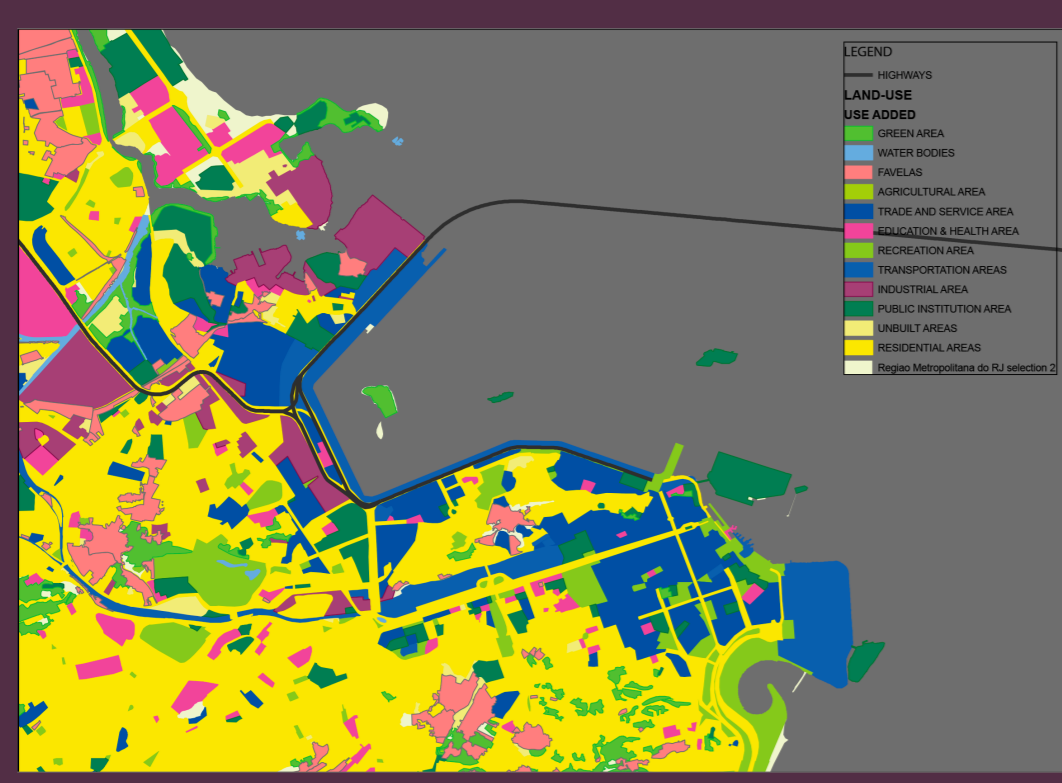 LEGEND
HIGHWAYS
LAND-USE
USE ADDED
GREEN AREA
WATER BODIES
FAVELAS
AGRICULTURAL AREA
TRADE AND SERVICE AREA
EDUCATION & HEALTH AREA
RECREATION AREA
TRANSPORTATION AREAS
INDUSTRIAL AREA
PUBLIC INSTITUTION AREA
UNBUILT AREAS
RESIDENTIAL AREAS
Regiao Metropolitana do RJ selection 2